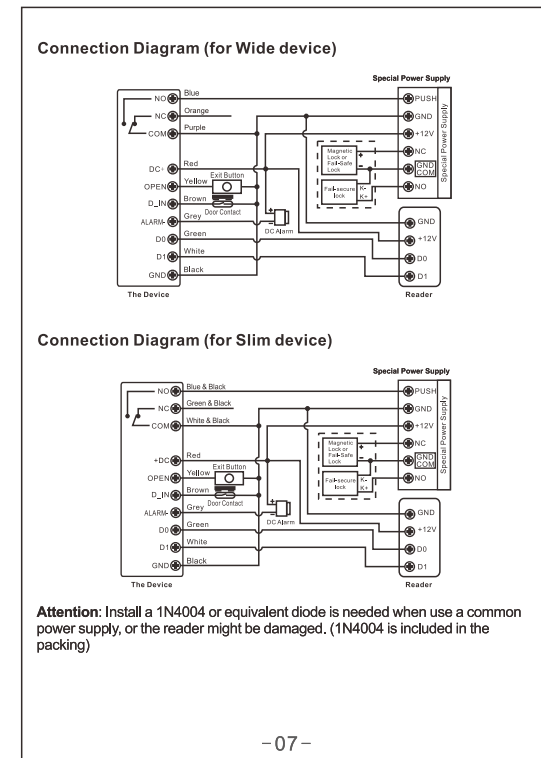 Connection Diagram (for Wide device)
Special Power Supply
NO Blue
NC Orange
COM Purple
DC+ Red
OPEN Yellow Exit Button
D_IN Brown
Door Contact
ALARM- Grey
DC Alarm
D0 Green
D1 White
GND Black
The Device
Magnetic
Lock or
Fail-Safe
Lock
+
-
Fail-secure
lock
K-
K+
+
-
PUSH
GND
+12V
NC
GND
COM
NO
Special Power Supply
GND
+12V
D0
D1
Reader
Connection Diagram (for Slim device)
Special Power Supply
NO Blue & Black
NC Green & Black
COM White & Black
+DC Red
OPEN Yellow Exit Button
D_IN Brown
Door Contact
ALARM- Grey
DC Alarm
D0 Green
D1 White
GND Black
The Device
Magnetic
Lock or
Fail-Safe
Lock
+
-
Fail-secure
lock
K-
K+
+
-
PUSH
GND
+12V
NC
GND
COM
NO
Special Power Supply
GND
+12V
D0
D1
Reader
Attention: Install a 1N4004 or equivalent diode is needed when use a common
power supply, or the reader might be damaged. (1N4004 is included in the
packing)
-07-